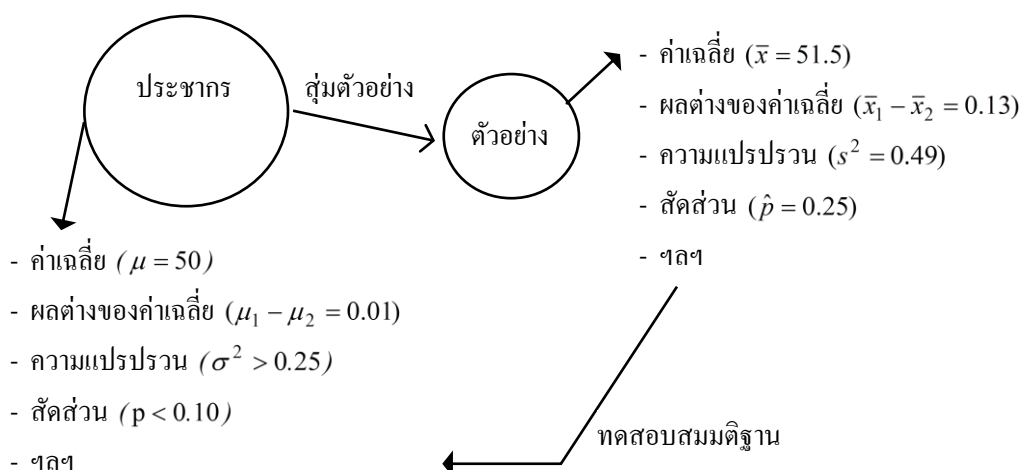 ประชากร
สุ่มตัวอย่าง
ตัวอย่าง
- ค่าเฉลี่ย (x̄ = 51.5)
- ผลต่างของค่าเฉลี่ย (x̄₁ − x̄₂ = 0.13)
- ความแปรปรวน (s² = 0.49)
- สัดส่วน (p̂ = 0.25)
- ฯลฯ
- ค่าเฉลี่ย (μ = 50)
- ผลต่างของค่าเฉลี่ย (μ₁ − μ₂ = 0.01)
- ความแปรปรวน (σ² > 0.25)
- สัดส่วน (p < 0.10)
- ฯลฯ
ทดสอบสมมติฐาน